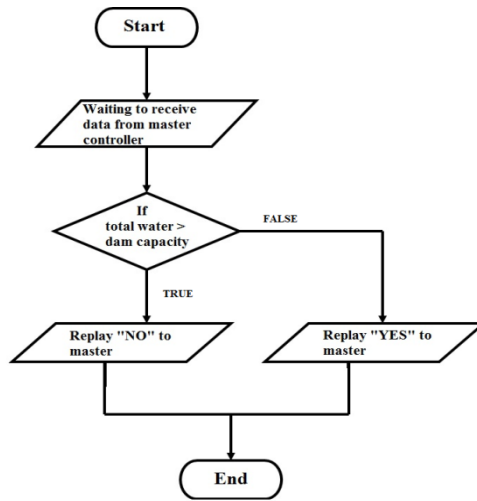 Start
Waiting to receive
data from master
controller
If
total water >
dam capacity
FALSE
TRUE
Replay "NO" to
master
Replay "YES" to
master
End